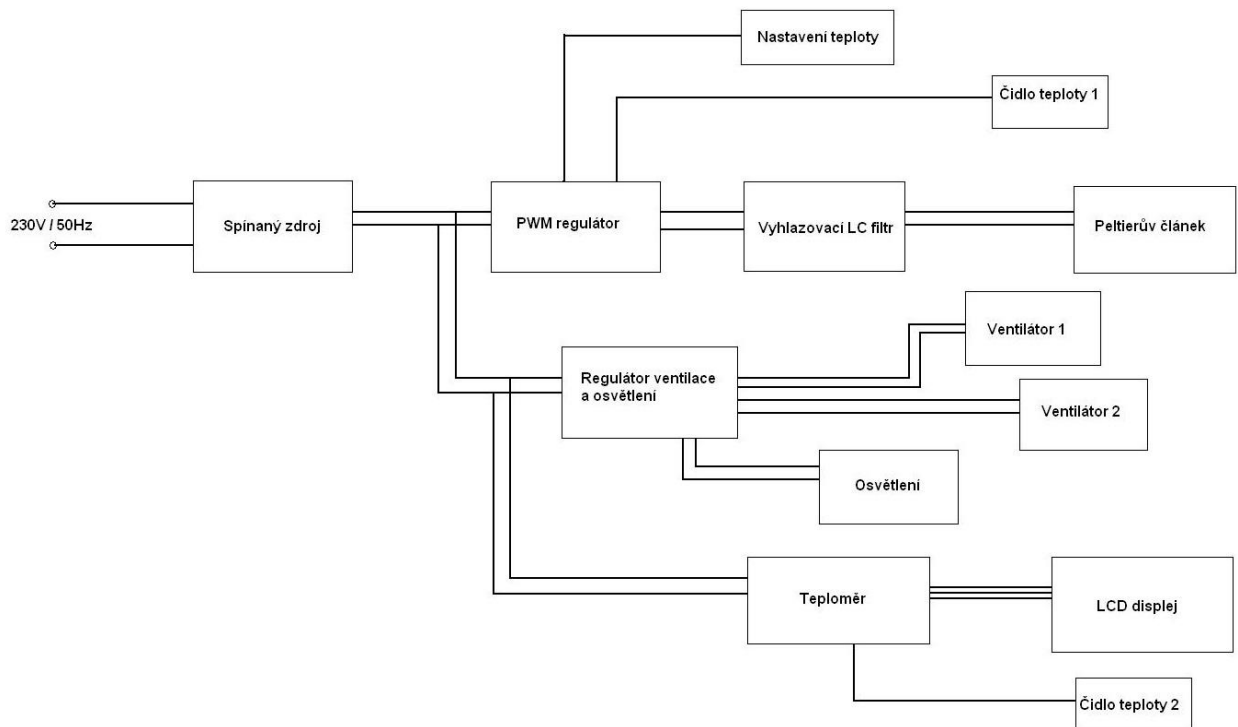 Nastavení teploty
Čidlo teploty 1
230V / 50Hz
Spínaný zdroj
PWM regulátor
Vyhlazovací LC filtr
Peltierův článek
Ventilátor 1
Regulátor ventilace
a osvětlení
Ventilátor 2
Osvětlení
Teploměr
LCD displej
Čidlo teploty 2